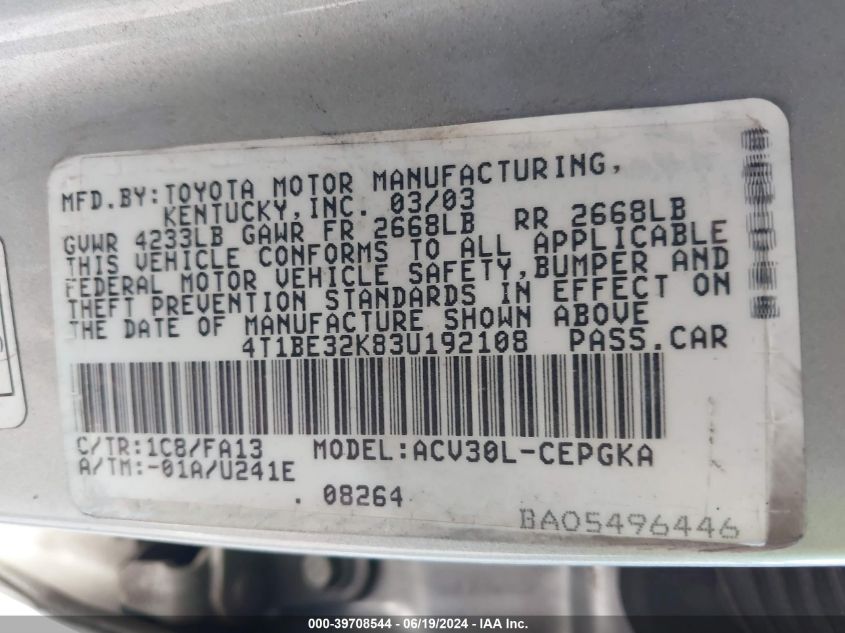 MFD.BY:TOYOTA MOTOR MANUFACTURING,
KENTUCKY,INC. 03/03
GVWR 4233LB GAWR FR 2668LB RR 2668LB
THIS VEHICLE CONFORMS TO ALL APPLICABLE
FEDERAL MOTOR VEHICLE SAFETY,BUMPER AND
THEFT PREVENTION STANDARDS IN EFFECT ON
THE DATE OF MANUFACTURE SHOWN ABOVE
4T1BE32K83U192108 PASS.CAR
C/TR:1C8/FA13 MODEL:ACV30L-CEPGKA
A/TM:-01A/U241E
. 08264
BA05496446
000-39708544 - 06/19/2024 - IAA Inc.